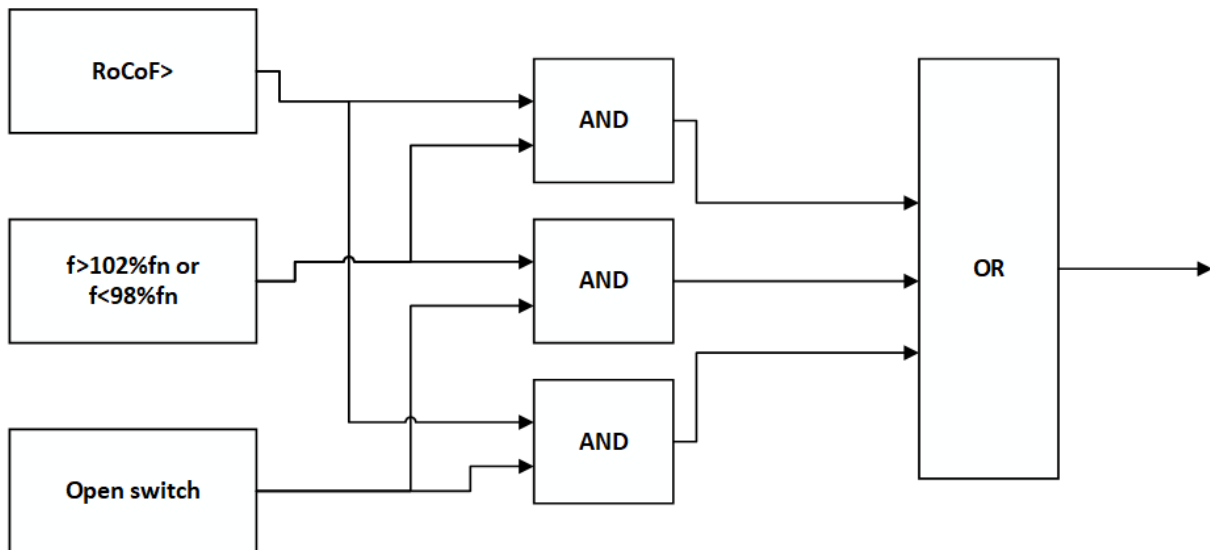 RoCoF>
AND
f>102%fn or
f<98%fn
AND
OR
AND
Open switch